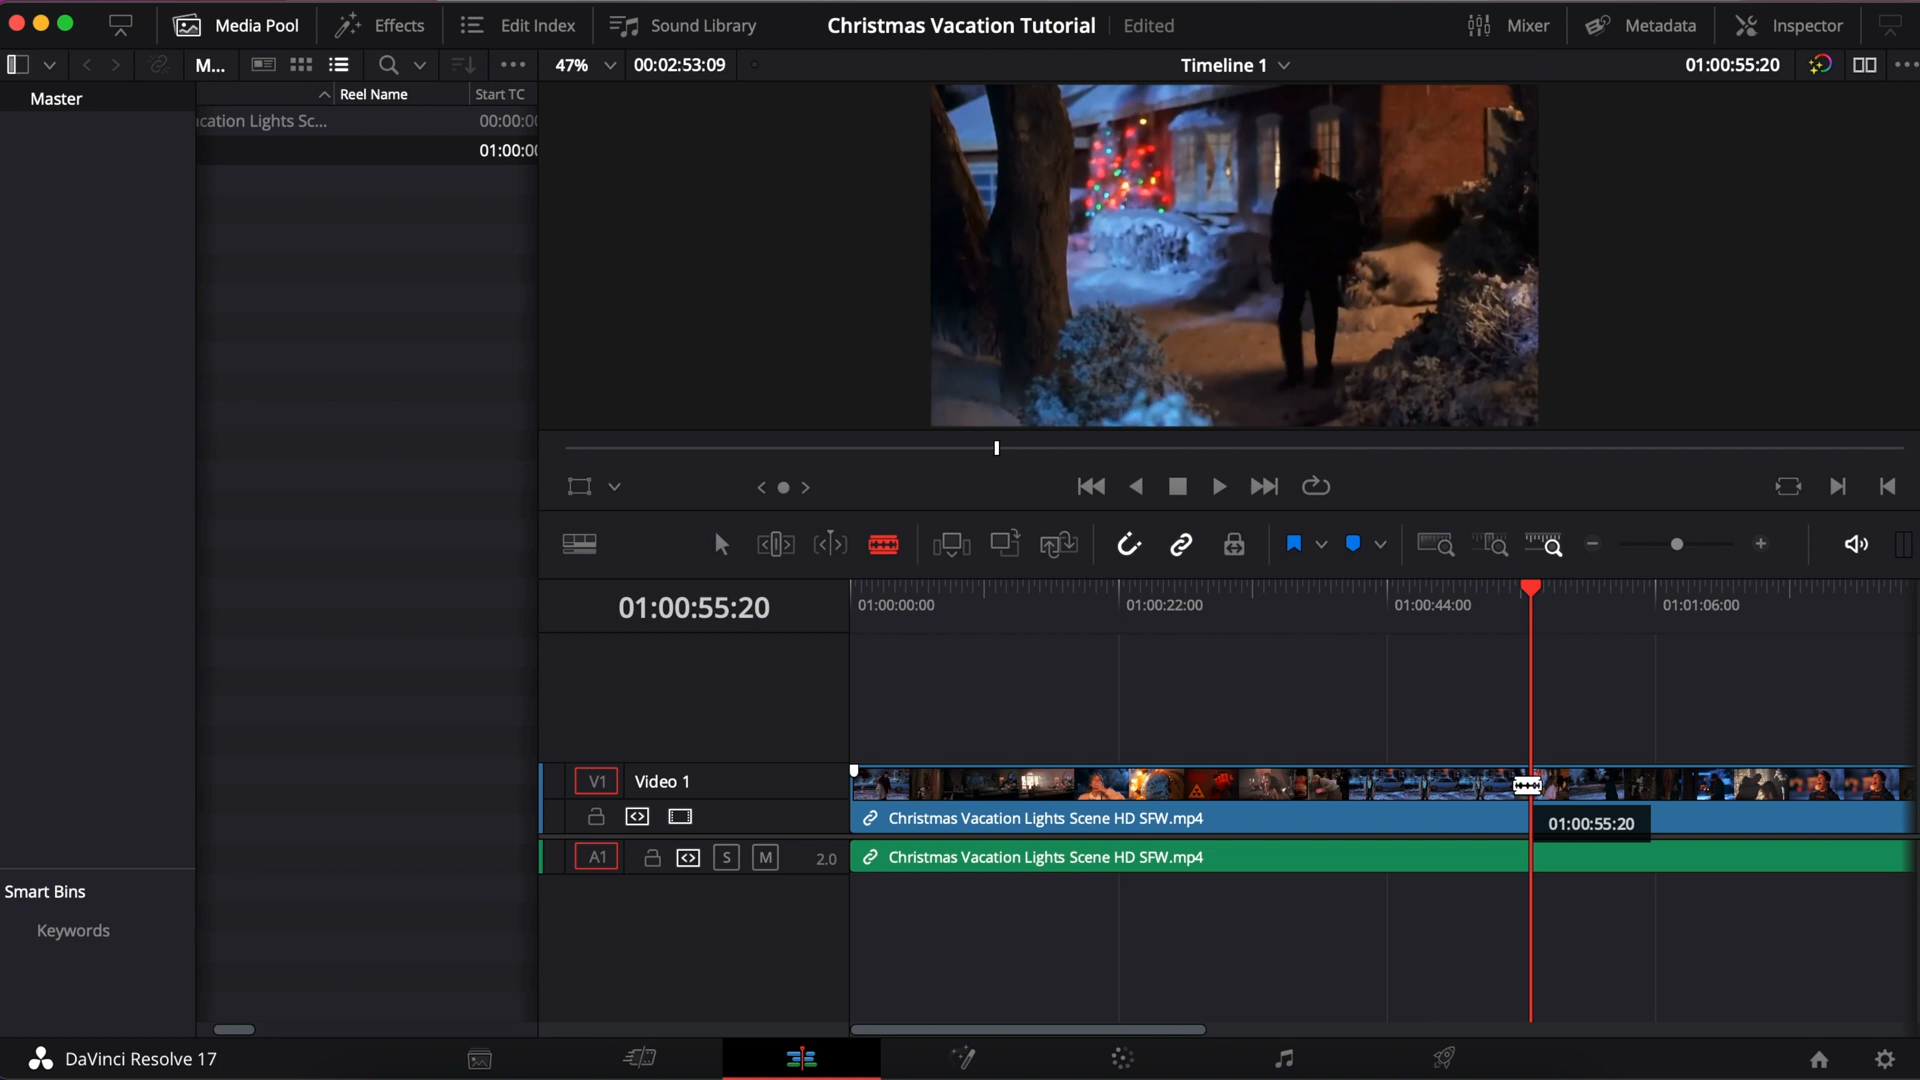 Media Pool
Effects
Edit Index
Sound Library
Christmas Vacation Tutorial
Edited
Mixer
Metadata
Inspector
M...
47%
00:02:53:09
Timeline 1
01:00:55:20
Master
Reel Name
Start TC
cation Lights Sc...
00:00:0
01:00:0
01:00:55:20
01:00:00:00
01:00:22:00
01:00:44:00
01:01:06:00
V1
Video 1
Christmas Vacation Lights Scene HD SFW.mp4
01:00:55:20
A1
S
M
2.0
Christmas Vacation Lights Scene HD SFW.mp4
Smart Bins
Keywords
DaVinci Resolve 17